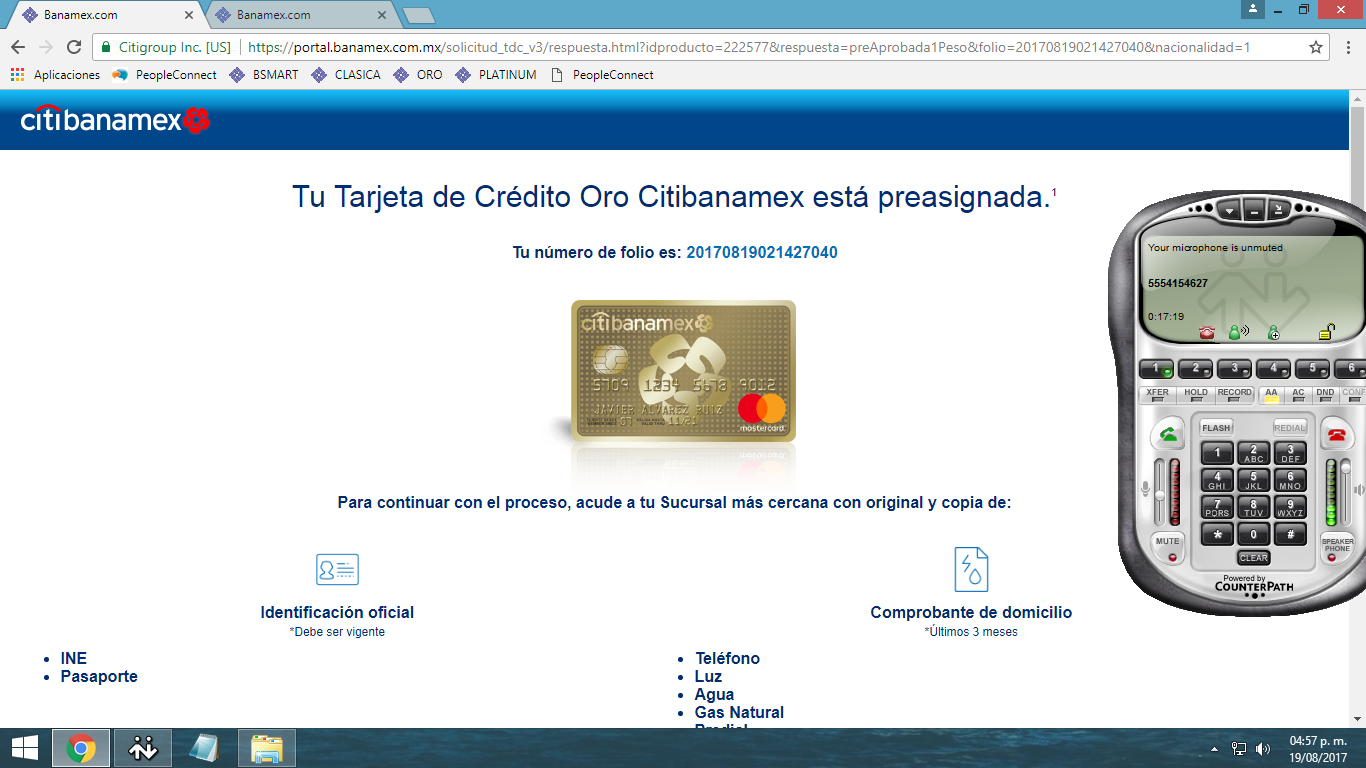 Banamex.com
Banamex.com
Citigroup Inc. [US]
https://portal.banamex.com.mx/solicitud_tdc_v3/respuesta.html?idproducto=222577&respuesta=preAprobada1Peso&folio=20170819021427040&nacionalidad=1
Aplicaciones PeopleConnect BSMART CLASICA ORO PLATINUM PeopleConnect
citibanamex
Tu Tarjeta de Crédito Oro Citibanamex está preasignada.1
Tu número de folio es: 20170819021427040
citibanamex
5709 1234 5678 9012
JAVIER ALVAREZ RUIZ
07 11/21
mastercard
Para continuar con el proceso, acude a tu Sucursal más cercana con original y copia de:
Identificación oficial
*Debe ser vigente
INE
Pasaporte
Comprobante de domicilio
*Últimos 3 meses
Teléfono
Luz
Agua
Gas Natural
Predial
Your microphone is unmuted
5554154627
0:17:19
1 2 3 4 5 6
XFER HOLD RECORD AA AC DND CONF
FLASH REDIAL
1 2 ABC 3 DEF
4 GHI 5 JKL 6 MNO
7 PQRS 8 TUV 9 WXYZ
* 0 #
MUTE
SPEAKER PHONE
CLEAR
Powered by
COUNTERPATH
04:57 p. m.
19/08/2017